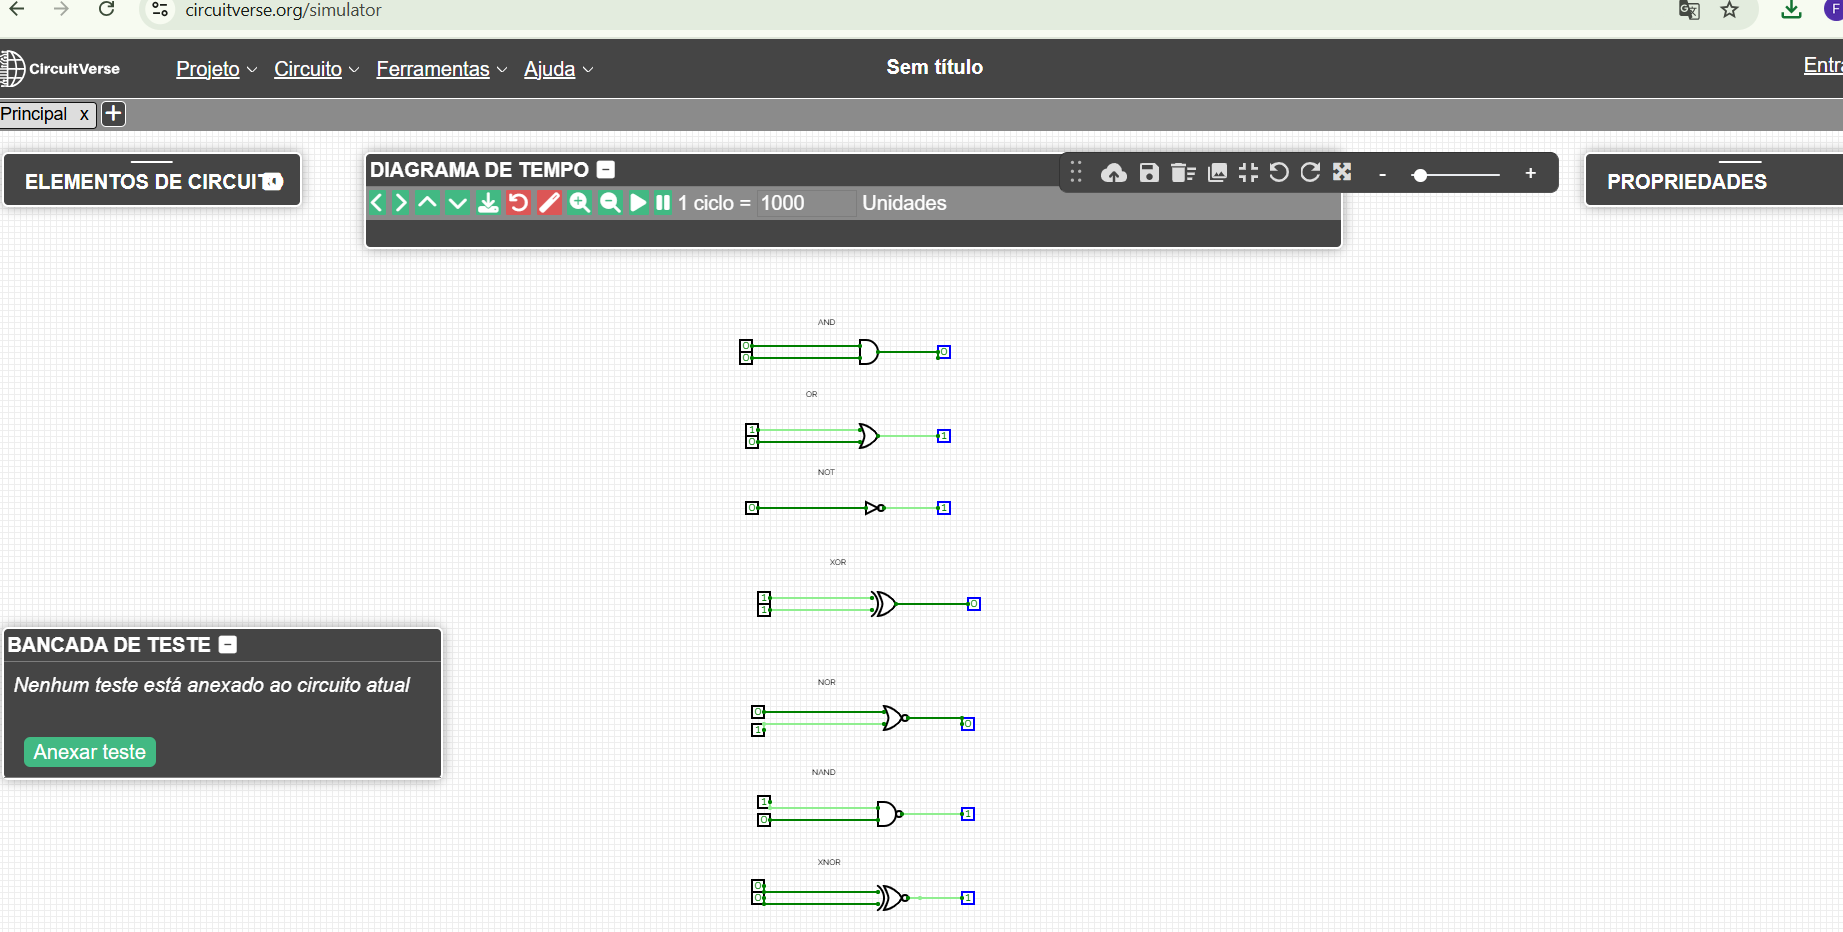 circuitverse.org/simulator
F
CircuitVerse
Projeto
Circuito
Ferramentas
Ajuda
Sem título
Entra
Principal x +
ELEMENTOS DE CIRCUIT
DIAGRAMA DE TEMPO -
- +
PROPRIEDADES
1 ciclo = 1000 Unidades
AND
0
0
0
OR
1
0
1
NOT
0
1
XOR
1
1
0
BANCADA DE TESTE -
Nenhum teste está anexado ao circuito atual
Anexar teste
NOR
0
1
0
NAND
1
0
1
XNOR
0
0
1